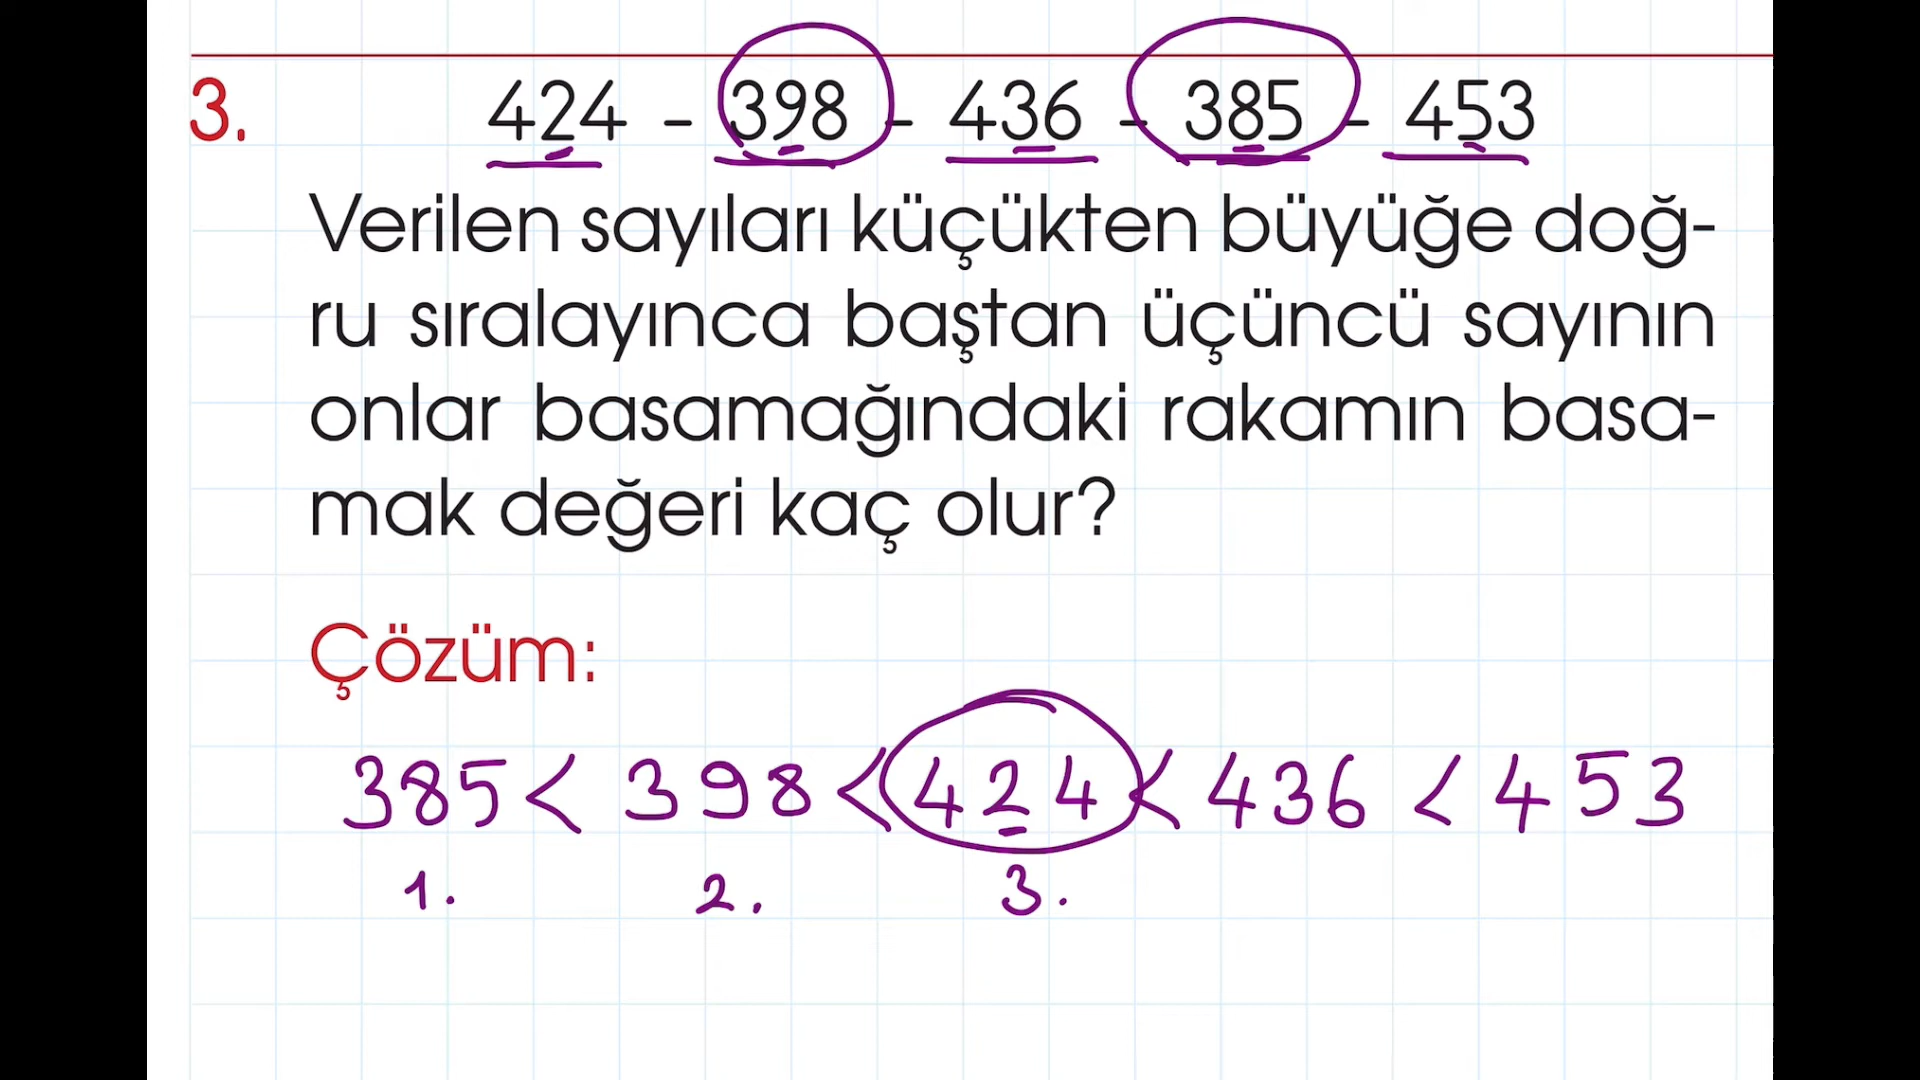 3. 424 - 398 - 436 - 385 - 453
Verilen sayıları küçükten büyüğe doğ-
ru sıralayınca baştan üçüncü sayının
onlar basamağındaki rakamın basa-
mak değeri kaç olur?
Çözüm:
385 < 398 < 424 < 436 < 453
1. 2. 3.